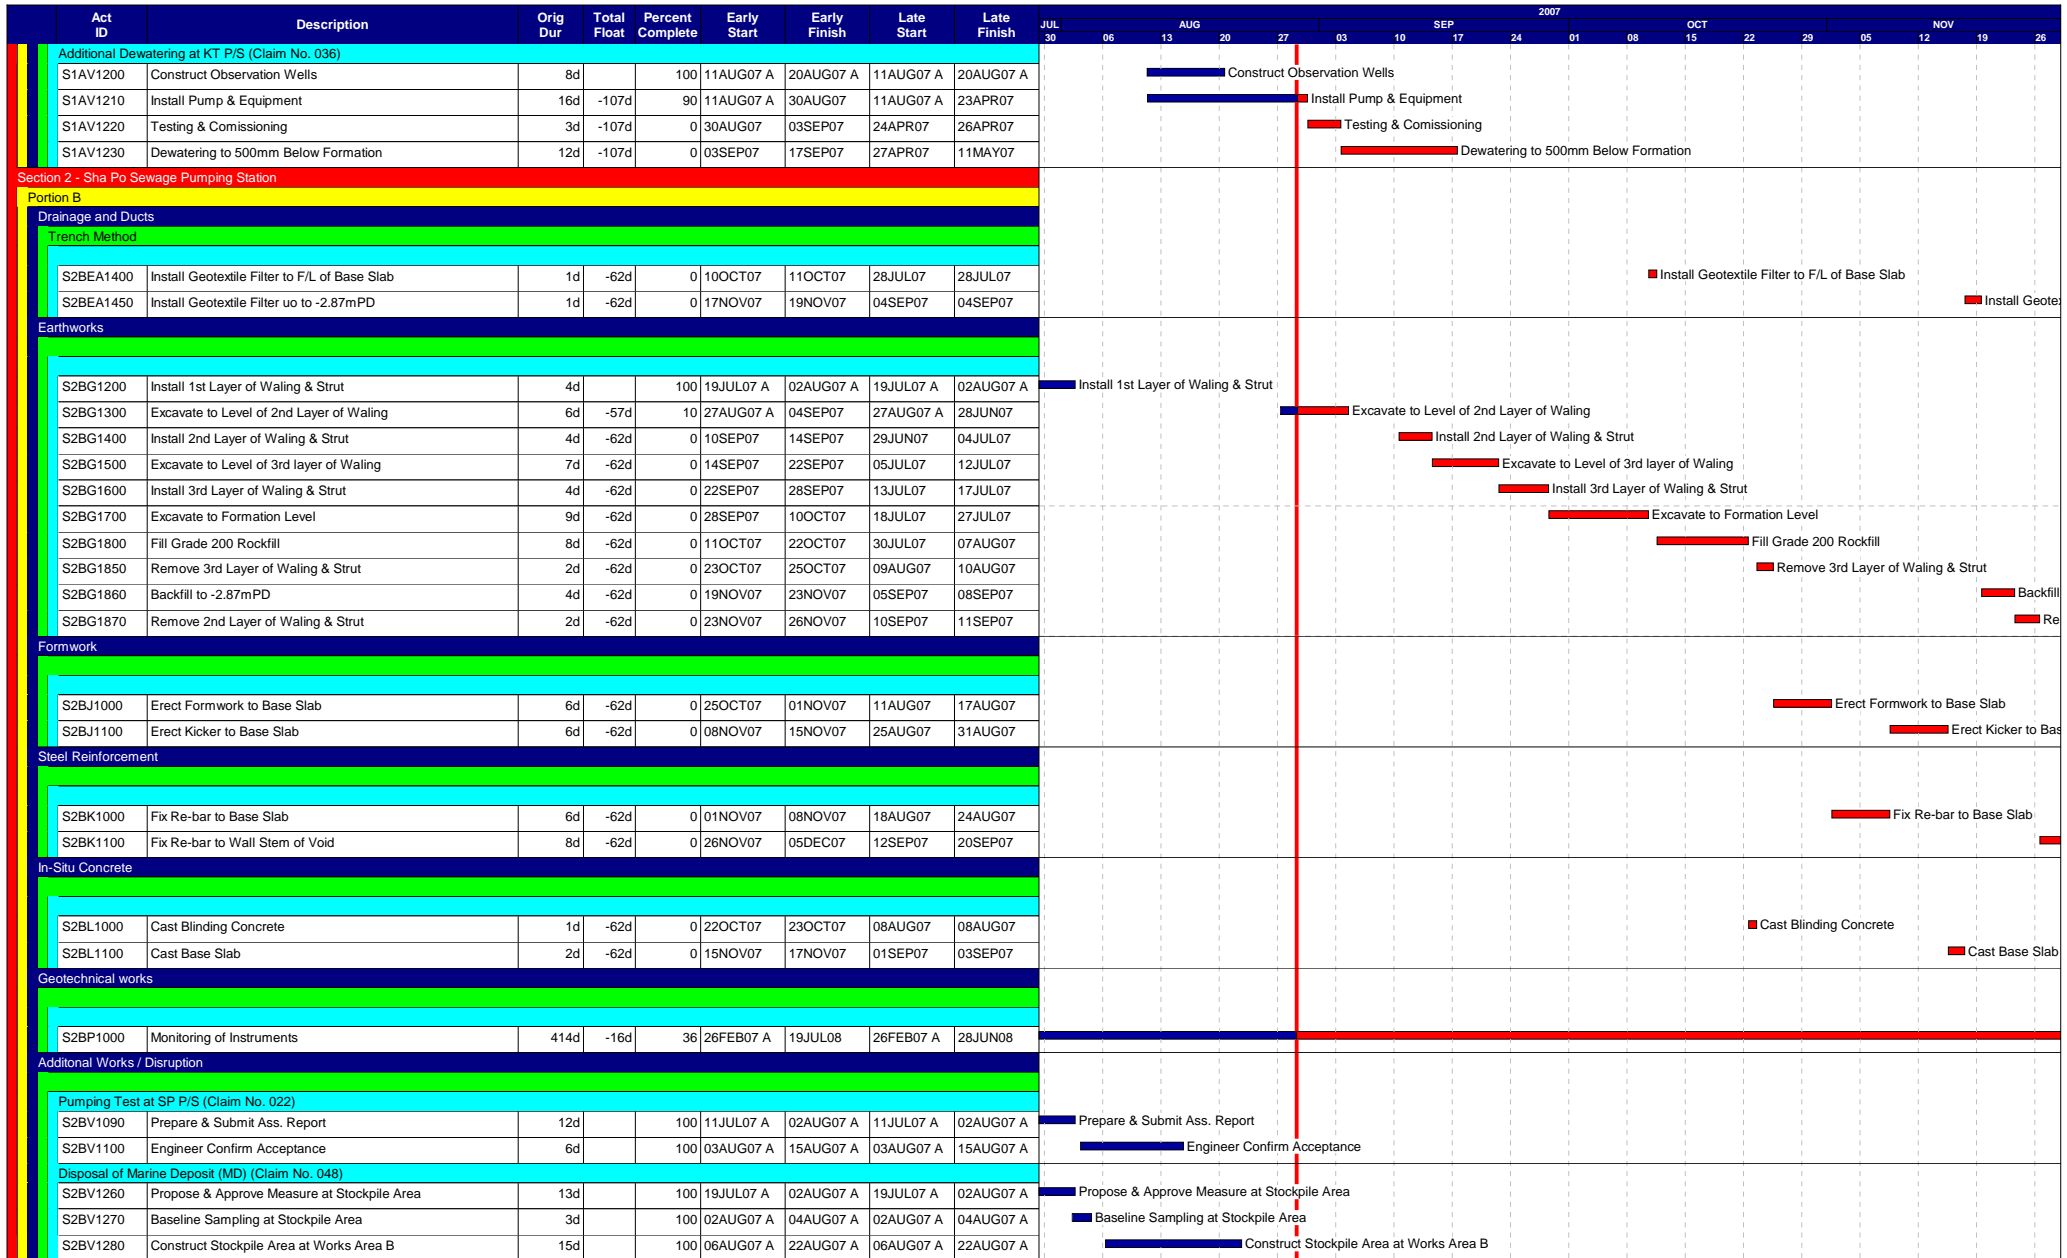 Act ID Description Orig Dur Total Float Percent Complete Early Start Early Finish Late Start Late Finish
2007
JUL AUG SEP OCT NOV
30 06 13 20 27 03 10 17 24 01 08 15 22 29 05 12 19 26
Additional Dewatering at KT P/S (Claim No. 036)
S1AV1200 Construct Observation Wells 8d 100 11AUG07 A 20AUG07 A 11AUG07 A 20AUG07 A Construct Observation Wells
S1AV1210 Install Pump & Equipment 16d -107d 90 11AUG07 A 30AUG07 11AUG07 A 23APR07 Install Pump & Equipment
S1AV1220 Testing & Comissioning 3d -107d 0 30AUG07 03SEP07 24APR07 26APR07 Testing & Comissioning
S1AV1230 Dewatering to 500mm Below Formation 12d -107d 0 03SEP07 17SEP07 27APR07 11MAY07 Dewatering to 500mm Below Formation
Section 2 - Sha Po Sewage Pumping Station
Portion B
Drainage and Ducts
Trench Method
S2BEA1400 Install Geotextile Filter to F/L of Base Slab 1d -62d 0 10OCT07 11OCT07 28JUL07 28JUL07 Install Geotextile Filter to F/L of Base Slab
S2BEA1450 Install Geotextile Filter uo to -2.87mPD 1d -62d 0 17NOV07 19NOV07 04SEP07 04SEP07 Install Geote
Earthworks
S2BG1200 Install 1st Layer of Waling & Strut 4d 100 19JUL07 A 02AUG07 A 19JUL07 A 02AUG07 A Install 1st Layer of Waling & Strut
S2BG1300 Excavate to Level of 2nd Layer of Waling 6d -57d 10 27AUG07 A 04SEP07 27AUG07 A 28JUN07 Excavate to Level of 2nd Layer of Waling
S2BG1400 Install 2nd Layer of Waling & Strut 4d -62d 0 10SEP07 14SEP07 29JUN07 04JUL07 Install 2nd Layer of Waling & Strut
S2BG1500 Excavate to Level of 3rd layer of Waling 7d -62d 0 14SEP07 22SEP07 05JUL07 12JUL07 Excavate to Level of 3rd layer of Waling
S2BG1600 Install 3rd Layer of Waling & Strut 4d -62d 0 22SEP07 28SEP07 13JUL07 17JUL07 Install 3rd Layer of Waling & Strut
S2BG1700 Excavate to Formation Level 9d -62d 0 28SEP07 10OCT07 18JUL07 27JUL07 Excavate to Formation Level
S2BG1800 Fill Grade 200 Rockfill 8d -62d 0 11OCT07 22OCT07 30JUL07 07AUG07 Fill Grade 200 Rockfill
S2BG1850 Remove 3rd Layer of Waling & Strut 2d -62d 0 23OCT07 25OCT07 09AUG07 10AUG07 Remove 3rd Layer of Waling & Strut
S2BG1860 Backfill to -2.87mPD 4d -62d 0 19NOV07 23NOV07 05SEP07 08SEP07 Backfill
S2BG1870 Remove 2nd Layer of Waling & Strut 2d -62d 0 23NOV07 26NOV07 10SEP07 11SEP07 Re
Formwork
S2BJ1000 Erect Formwork to Base Slab 6d -62d 0 25OCT07 01NOV07 11AUG07 17AUG07 Erect Formwork to Base Slab
S2BJ1100 Erect Kicker to Base Slab 6d -62d 0 08NOV07 15NOV07 25AUG07 31AUG07 Erect Kicker to Bas
Steel Reinforcement
S2BK1000 Fix Re-bar to Base Slab 6d -62d 0 01NOV07 08NOV07 18AUG07 24AUG07 Fix Re-bar to Base Slab
S2BK1100 Fix Re-bar to Wall Stem of Void 8d -62d 0 26NOV07 05DEC07 12SEP07 20SEP07
In-Situ Concrete
S2BL1000 Cast Blinding Concrete 1d -62d 0 22OCT07 23OCT07 08AUG07 08AUG07 Cast Blinding Concrete
S2BL1100 Cast Base Slab 2d -62d 0 15NOV07 17NOV07 01SEP07 03SEP07 Cast Base Slab
Geotechnical works
S2BP1000 Monitoring of Instruments 414d -16d 36 26FEB07 A 19JUL08 26FEB07 A 28JUN08
Additonal Works / Disruption
Pumping Test at SP P/S (Claim No. 022)
S2BV1090 Prepare & Submit Ass. Report 12d 100 11JUL07 A 02AUG07 A 11JUL07 A 02AUG07 A Prepare & Submit Ass. Report
S2BV1100 Engineer Confirm Acceptance 6d 100 03AUG07 A 15AUG07 A 03AUG07 A 15AUG07 A Engineer Confirm Acceptance
Disposal of Marine Deposit (MD) (Claim No. 048)
S2BV1260 Propose & Approve Measure at Stockpile Area 13d 100 19JUL07 A 02AUG07 A 19JUL07 A 02AUG07 A Propose & Approve Measure at Stockpile Area
S2BV1270 Baseline Sampling at Stockpile Area 3d 100 02AUG07 A 04AUG07 A 02AUG07 A 04AUG07 A Baseline Sampling at Stockpile Area
S2BV1280 Construct Stockpile Area at Works Area B 15d 100 06AUG07 A 22AUG07 A 06AUG07 A 22AUG07 A Construct Stockpile Area at Works Area B